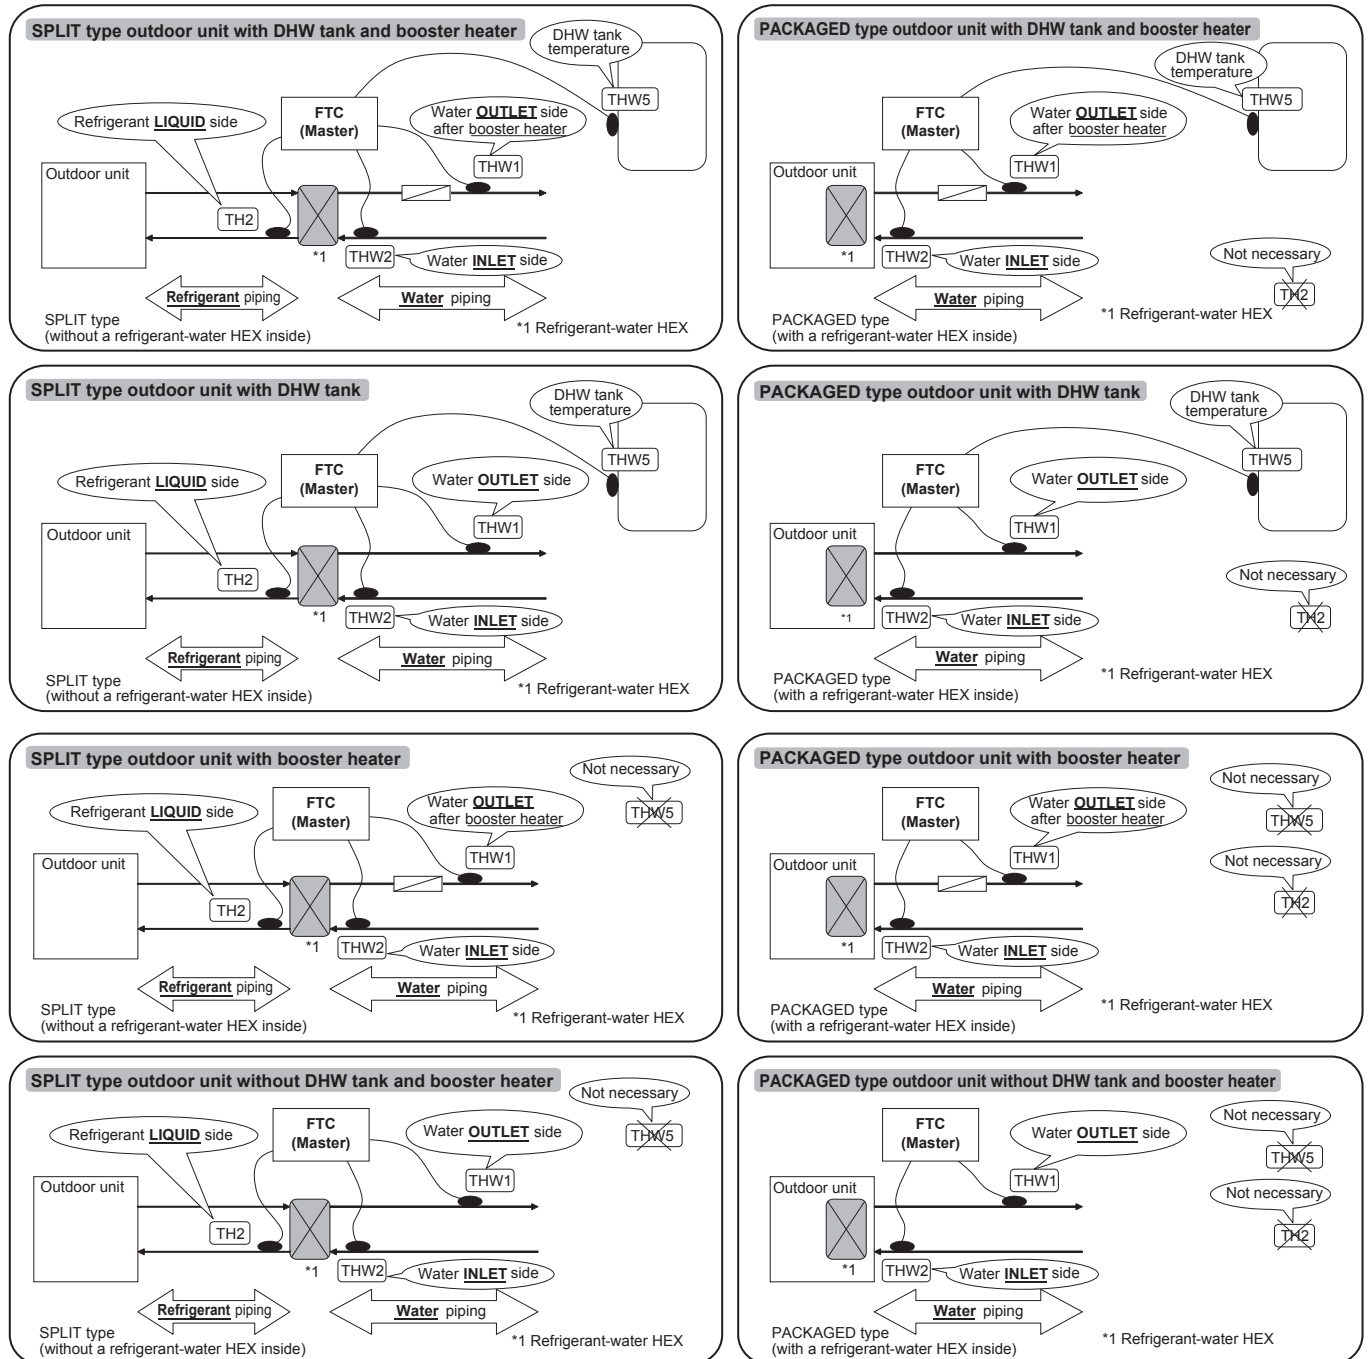 SPLIT type outdoor unit with DHW tank and booster heater
DHW tank
temperature
THW5
FTC
(Master)
Refrigerant LIQUID side
Water OUTLET side
after booster heater
THW1
Outdoor unit
TH2
*1
THW2
Water INLET side
Refrigerant piping
Water piping
SPLIT type
(without a refrigerant-water HEX inside)
*1 Refrigerant-water HEX
PACKAGED type outdoor unit with DHW tank and booster heater
DHW tank
temperature
THW5
FTC
(Master)
Water OUTLET side
after booster heater
THW1
Outdoor unit
*1
THW2
Water INLET side
Not necessary
TH2
Water piping
PACKAGED type
(with a refrigerant-water HEX inside)
*1 Refrigerant-water HEX
SPLIT type outdoor unit with DHW tank
DHW tank
temperature
THW5
FTC
(Master)
Refrigerant LIQUID side
Water OUTLET side
THW1
Outdoor unit
TH2
*1
THW2
Water INLET side
Refrigerant piping
Water piping
SPLIT type
(without a refrigerant-water HEX inside)
*1 Refrigerant-water HEX
PACKAGED type outdoor unit with DHW tank
DHW tank
temperature
THW5
FTC
(Master)
Water OUTLET side
THW1
Outdoor unit
*1
THW2
Water INLET side
Not necessary
TH2
Water piping
PACKAGED type
(with a refrigerant-water HEX inside)
*1 Refrigerant-water HEX
SPLIT type outdoor unit with booster heater
Not necessary
THW5
FTC
(Master)
Refrigerant LIQUID side
Water OUTLET
after booster heater
THW1
Outdoor unit
TH2
*1
THW2
Water INLET side
Refrigerant piping
Water piping
SPLIT type
(without a refrigerant-water HEX inside)
*1 Refrigerant-water HEX
PACKAGED type outdoor unit with booster heater
Not necessary
THW5
FTC
(Master)
Water OUTLET side
after booster heater
THW1
Outdoor unit
Not necessary
TH2
*1
THW2
Water INLET side
Water piping
PACKAGED type
(with a refrigerant-water HEX inside)
*1 Refrigerant-water HEX
SPLIT type outdoor unit without DHW tank and booster heater
Not necessary
THW5
FTC
(Master)
Refrigerant LIQUID side
Water OUTLET side
THW1
Outdoor unit
TH2
*1
THW2
Water INLET side
Refrigerant piping
Water piping
SPLIT type
(without a refrigerant-water HEX inside)
*1 Refrigerant-water HEX
PACKAGED type outdoor unit without DHW tank and booster heater
Not necessary
THW5
FTC
(Master)
Water OUTLET side
THW1
Outdoor unit
Not necessary
TH2
*1
THW2
Water INLET side
Water piping
PACKAGED type
(with a refrigerant-water HEX inside)
*1 Refrigerant-water HEX